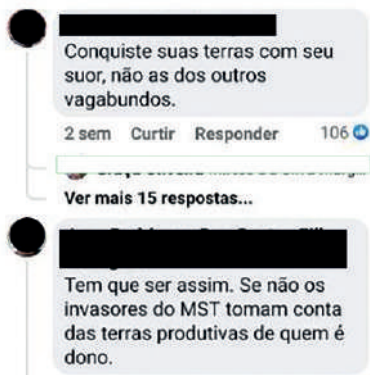 Conquiste suas terras com seu
suor, não as dos outros
vagabundos.
2 sem Curtir Responder 106
Ver mais 15 respostas...
Tem que ser assim. Se não os
invasores do MST tomam conta
das terras produtivas de quem é
dono.